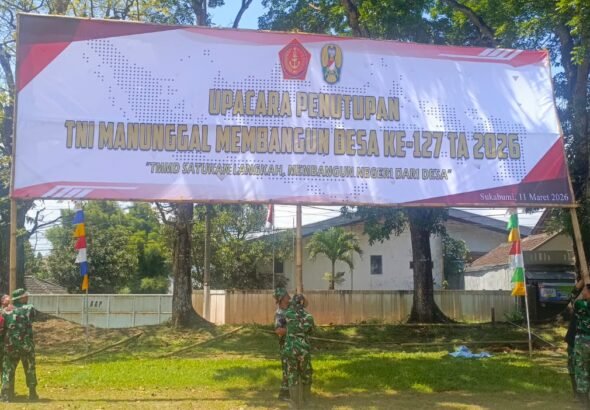 UPACARA PENUTUPAN
TNI MANUNGGAL MEMBANGUN DESA KE-127 TA 2026
"TMMD SATUKAN LANGKAH, MEMBANGUN NEGERI DARI DESA"
Sukabumi, 11 Maret 2026